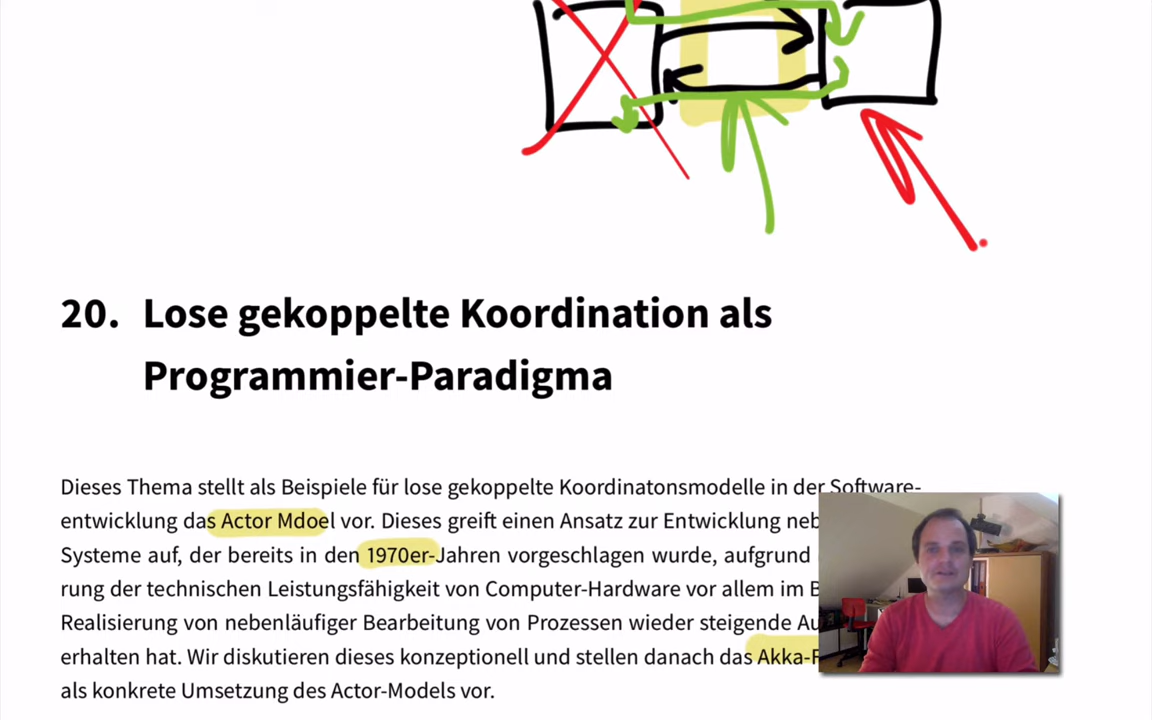 20. Lose gekoppelte Koordination als
Programmier-Paradigma
Dieses Thema stellt als Beispiele für lose gekoppelte Koordinatonsmodelle in der Software-
entwicklung das Actor Mdoel vor. Dieses greift einen Ansatz zur Entwicklung neb
Systeme auf, der bereits in den 1970er-Jahren vorgeschlagen wurde, aufgrund
rung der technischen Leistungsfähigkeit von Computer-Hardware vor allem im B
Realisierung von nebenläufiger Bearbeitung von Prozessen wieder steigende Au
erhalten hat. Wir diskutieren dieses konzeptionell und stellen danach das Akka-F
als konkrete Umsetzung des Actor-Models vor.